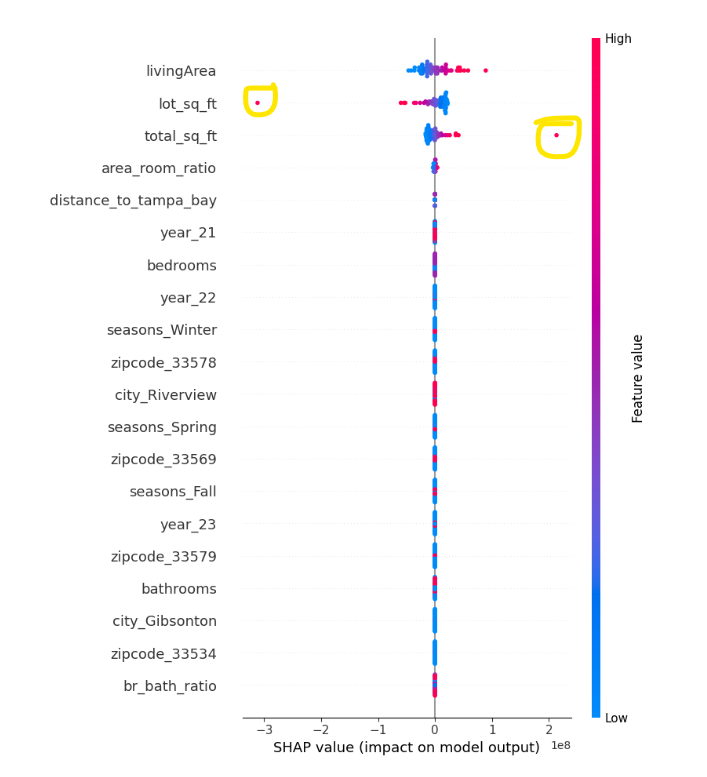 High
livingArea
lot_sq_ft
total_sq_ft
area_room_ratio
distance_to_tampa_bay
year_21
bedrooms
year_22
seasons_Winter
zipcode_33578
city_Riverview
seasons_Spring
zipcode_33569
seasons_Fall
year_23
zipcode_33579
bathrooms
city_Gibsonton
zipcode_33534
br_bath_ratio
Feature value
Low
−3 −2 −1 0 1 2
1e8
SHAP value (impact on model output)